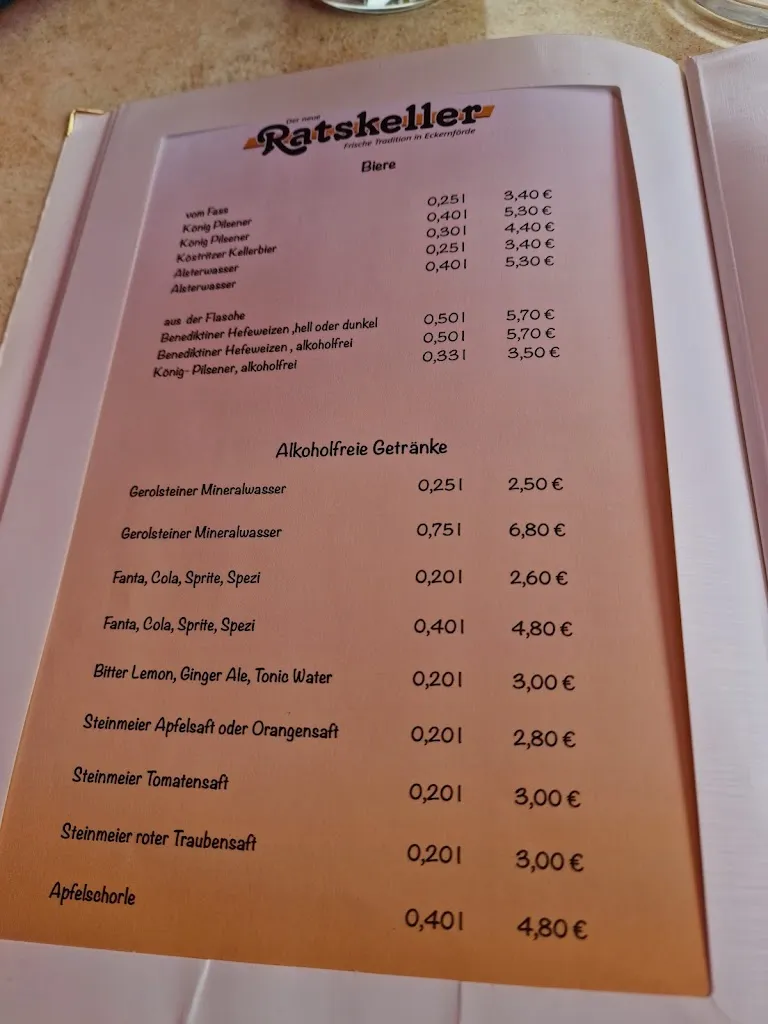 Der neue
Ratskeller
Frische Tradition in Eckernförde
Biere
vom Fass
König Pilsener 0,25l 3,40 €
König Pilsener 0,40l 5,30 €
Köstritzer Kellerbier 0,30l 4,40 €
Alsterwasser 0,25l 3,40 €
Alsterwasser 0,40l 5,30 €
aus der Flasche
Benediktiner Hefeweizen ,hell oder dunkel 0,50l 5,70 €
Benediktiner Hefeweizen , alkoholfrei 0,50l 5,70 €
König- Pilsener, alkoholfrei 0,33l 3,50 €
Alkoholfreie Getränke
Gerolsteiner Mineralwasser 0,25l 2,50 €
Gerolsteiner Mineralwasser 0,75l 6,80 €
Fanta, Cola, Sprite, Spezi 0,20l 2,60 €
Fanta, Cola, Sprite, Spezi 0,40l 4,80 €
Bitter Lemon, Ginger Ale, Tonic Water 0,20l 3,00 €
Steinmeier Apfelsaft oder Orangensaft 0,20l 2,80 €
Steinmeier Tomatensaft 0,20l 3,00 €
Steinmeier roter Traubensaft 0,20l 3,00 €
Apfelschorle 0,40l 4,80 €